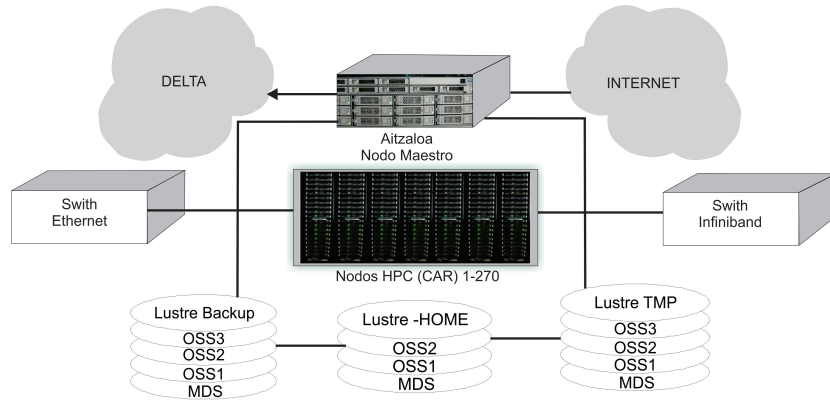 DELTA
INTERNET
Aitzaloa
Nodo Maestro
Swith
Ethernet
Swith
Infiniband
Nodos HPC (CAR) 1-270
Lustre Backup
OSS3
OSS2
OSS1
MDS
Lustre -HOME
OSS2
OSS1
MDS
Lustre TMP
OSS3
OSS2
OSS1
MDS